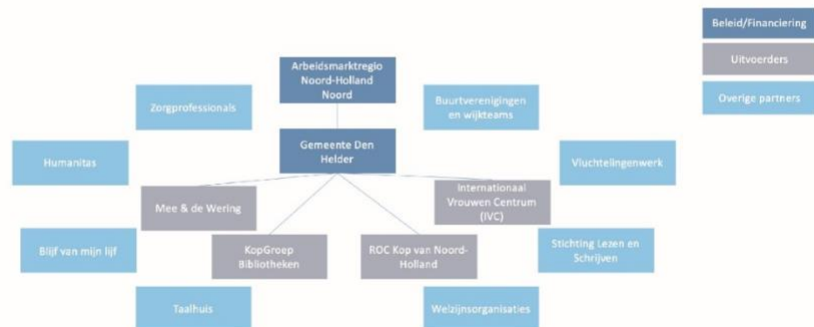 Beleid/Financiering
Uitvoerders
Overige partners
Arbeidsmarktregio
Noord-Holland
Noord
Zorgprofessionals
Buurtverenigingen
en wijkteams
Gemeente Den
Helder
Humanitas
Vluchtelingenwerk
Mee & de Wering
Internationaal
Vrouwen Centrum
(IVC)
Blijf van mijn lijf
KopGroep
Bibliotheken
ROC Kop van Noord-
Holland
Stichting Lezen en
Schrijven
Taalhuis
Welzijnsorganisaties